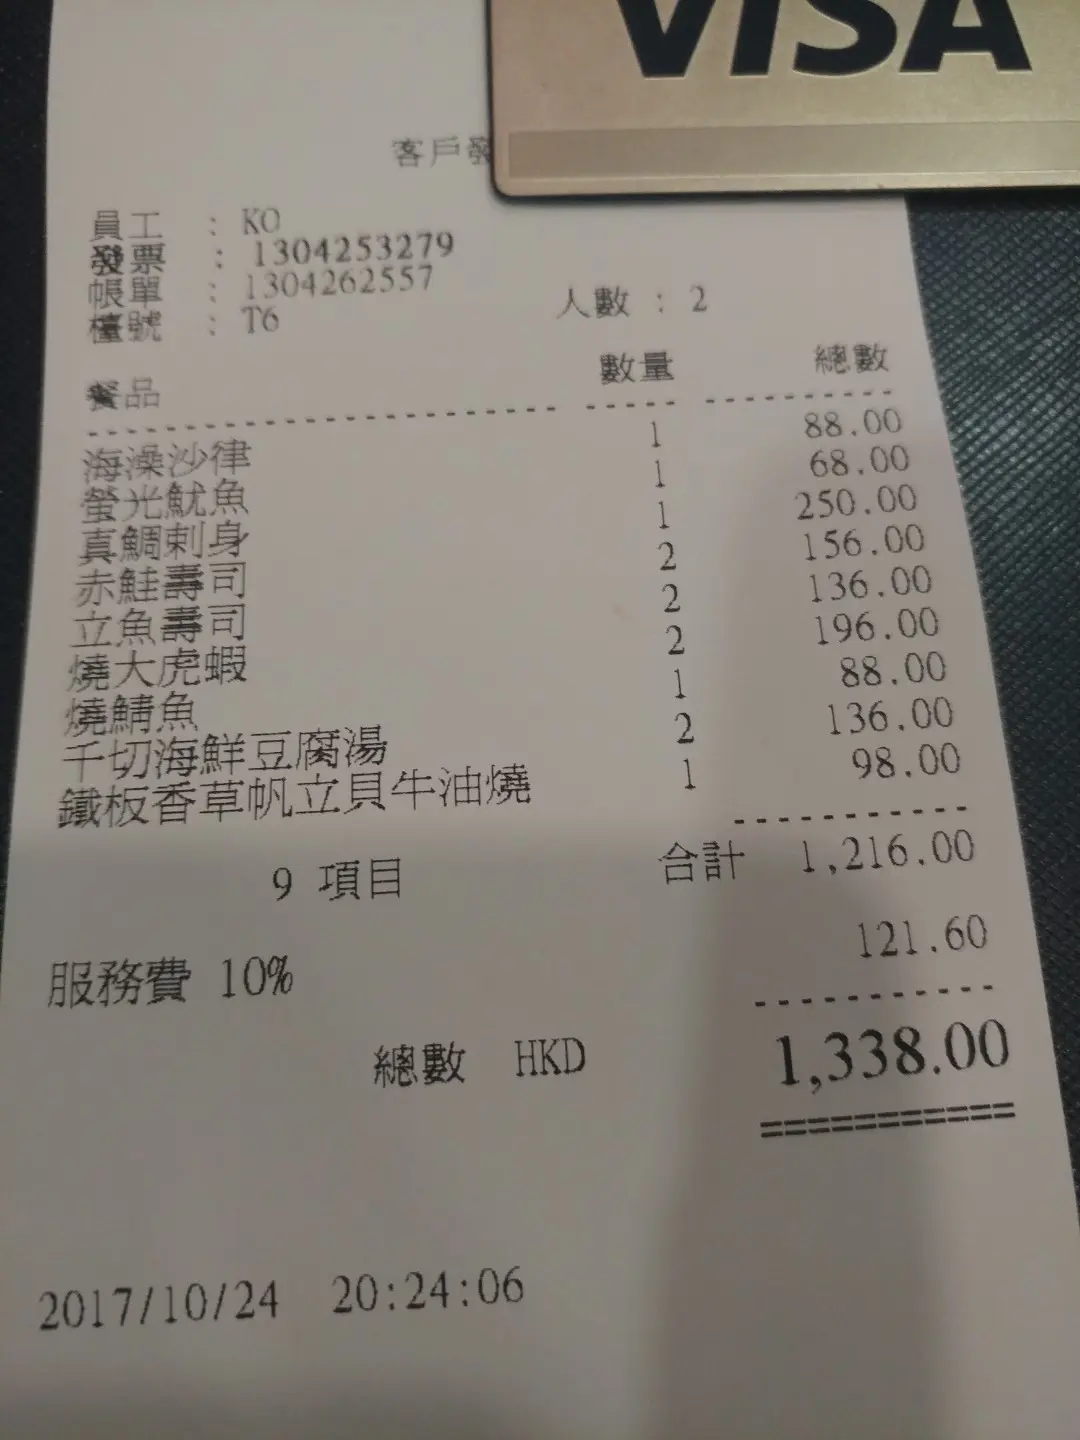 VISA
客戶發
員工 : KO
發票 : 1304253279
帳單 : 1304262557
檯號 : T6 人數 : 2
餐品 數量 總數
海澡沙律 1 88.00
螢光魷魚 1 68.00
真鯛刺身 1 250.00
赤鮭壽司 2 156.00
立魚壽司 2 136.00
燒大虎蝦 2 196.00
燒鯖魚 1 88.00
千切海鮮豆腐湯 2 136.00
鐵板香草帆立貝牛油燒 1 98.00
9 項目 合計 1,216.00
服務費 10% 121.60
總數 HKD 1,338.00
2017/10/24 20:24:06